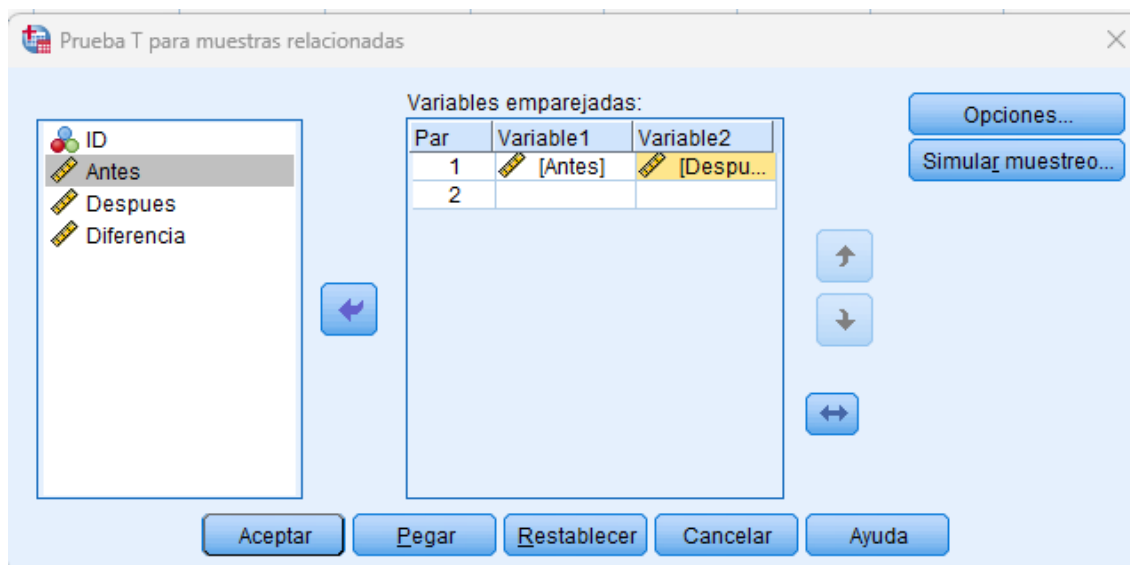 Prueba T para muestras relacionadas
Variables emparejadas:
ID
Antes
Despues
Diferencia
Par Variable1 Variable2
1 [Antes] [Despu...
2
Opciones...
Simular muestreo...
Aceptar Pegar Restablecer Cancelar Ayuda